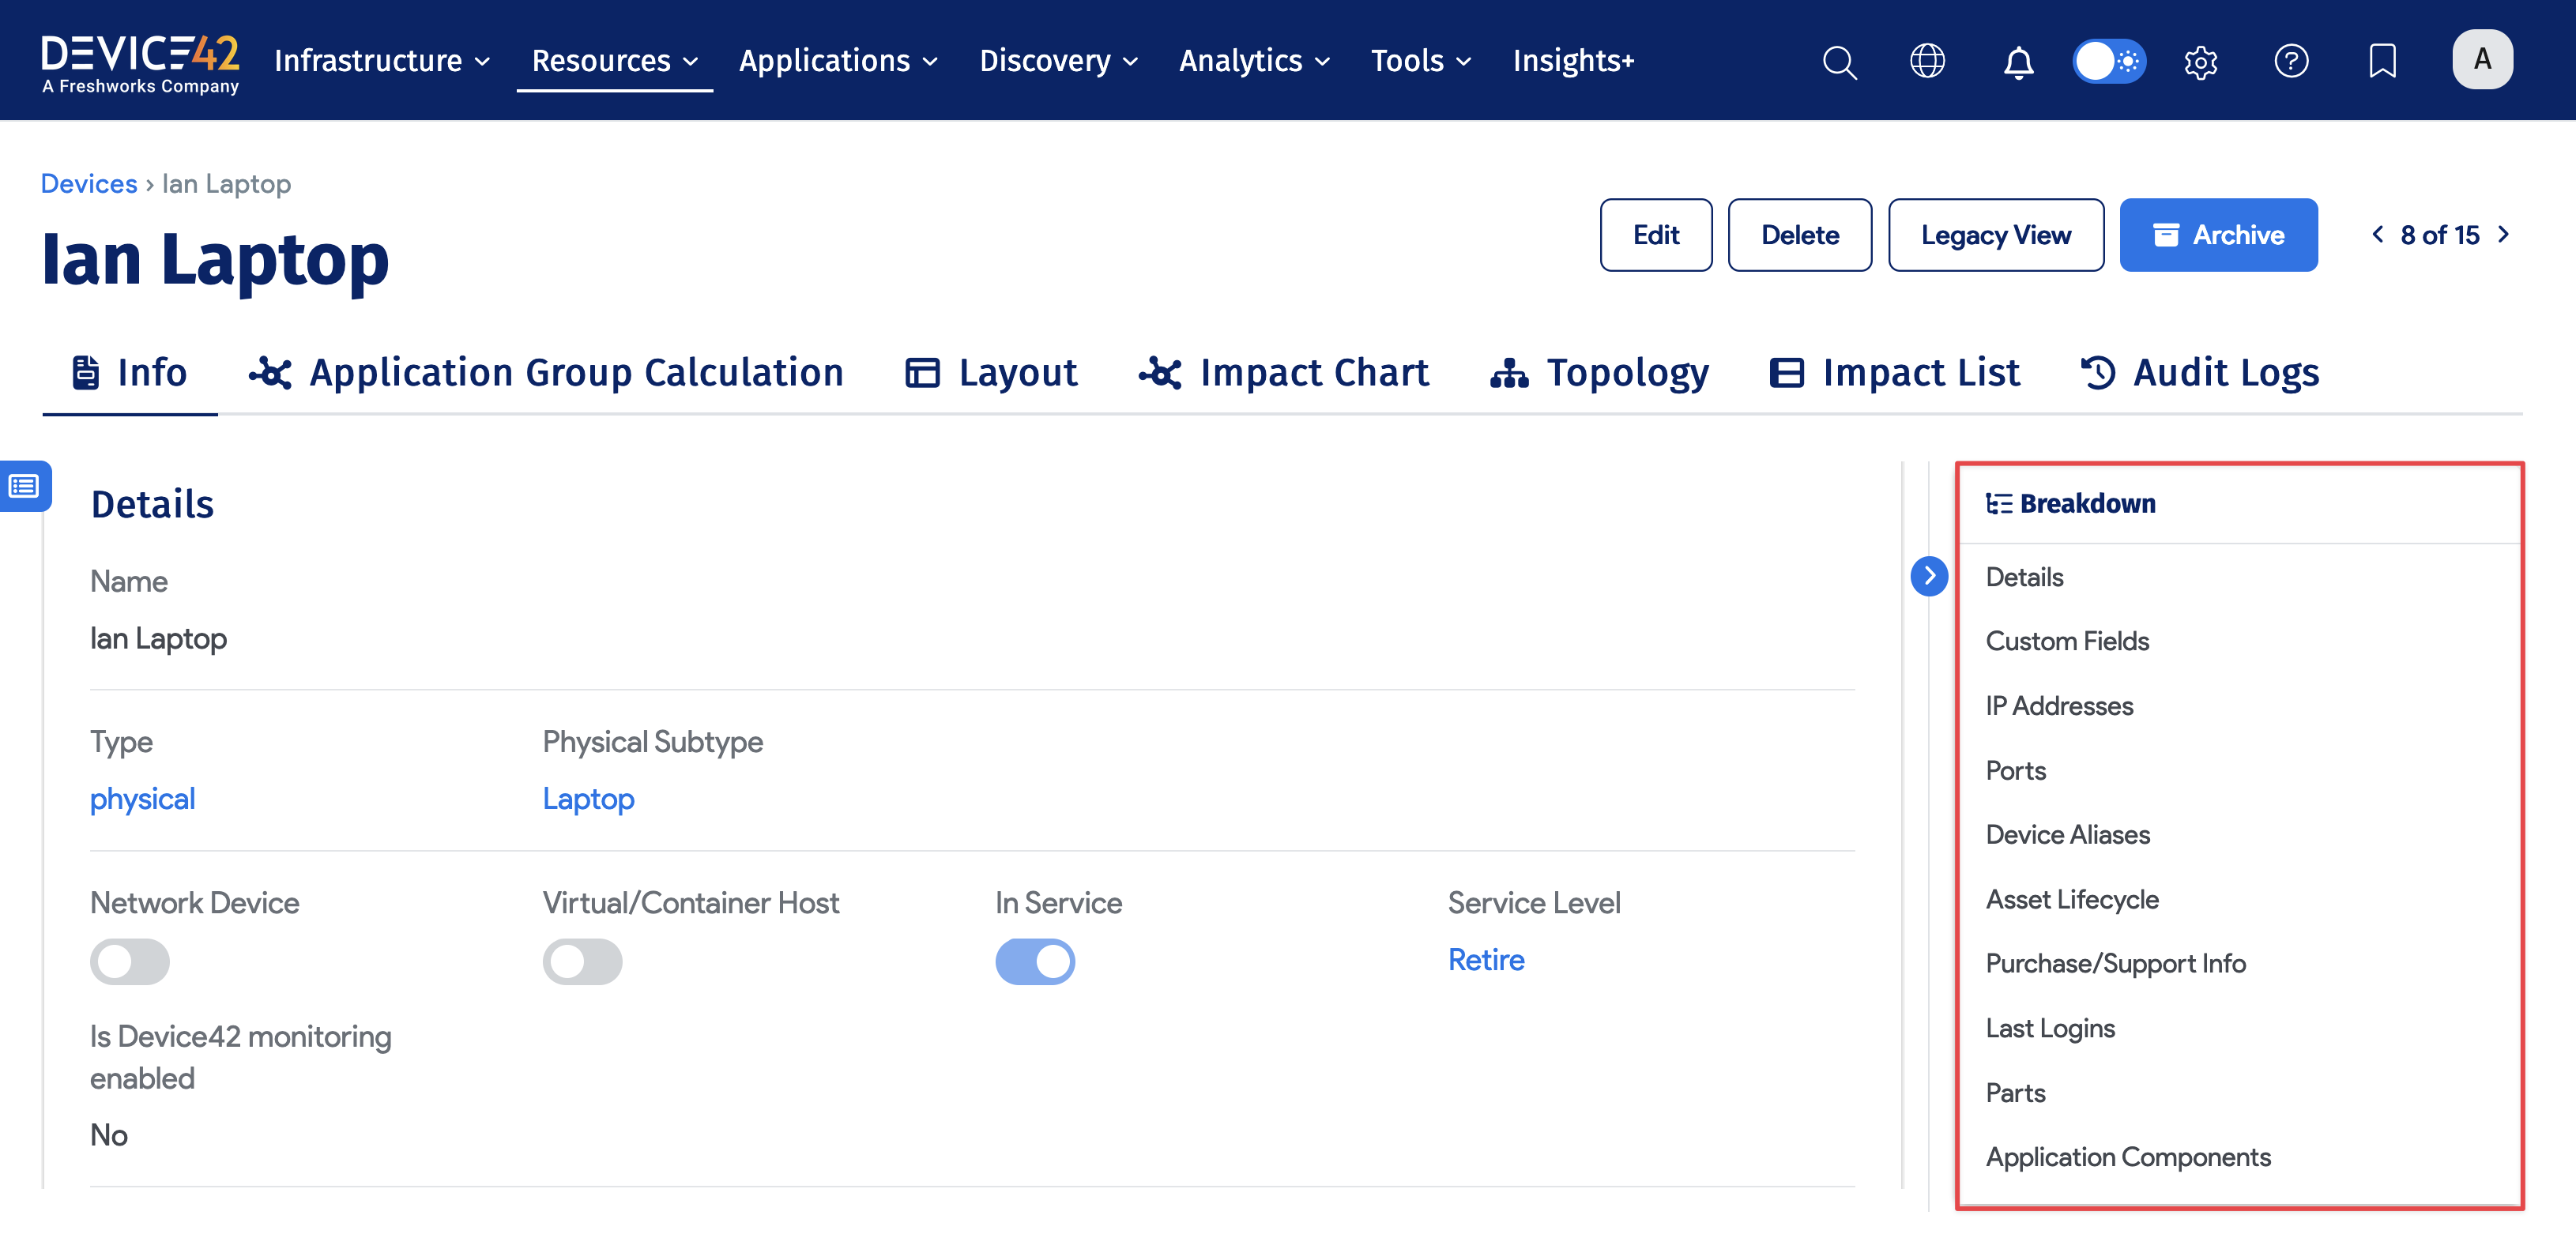 DEVICE42
A Freshworks Company
Infrastructure
Resources
Applications
Discovery
Analytics
Tools
Insights+
A
Devices › Ian Laptop
Ian Laptop
Edit
Delete
Legacy View
Archive
8 of 15
Info
Application Group Calculation
Layout
Impact Chart
Topology
Impact List
Audit Logs
Details
Name
Ian Laptop
Type
Physical Subtype
physical
Laptop
Network Device
Virtual/Container Host
In Service
Service Level
Retire
Is Device42 monitoring
enabled
No
Breakdown
Details
Custom Fields
IP Addresses
Ports
Device Aliases
Asset Lifecycle
Purchase/Support Info
Last Logins
Parts
Application Components